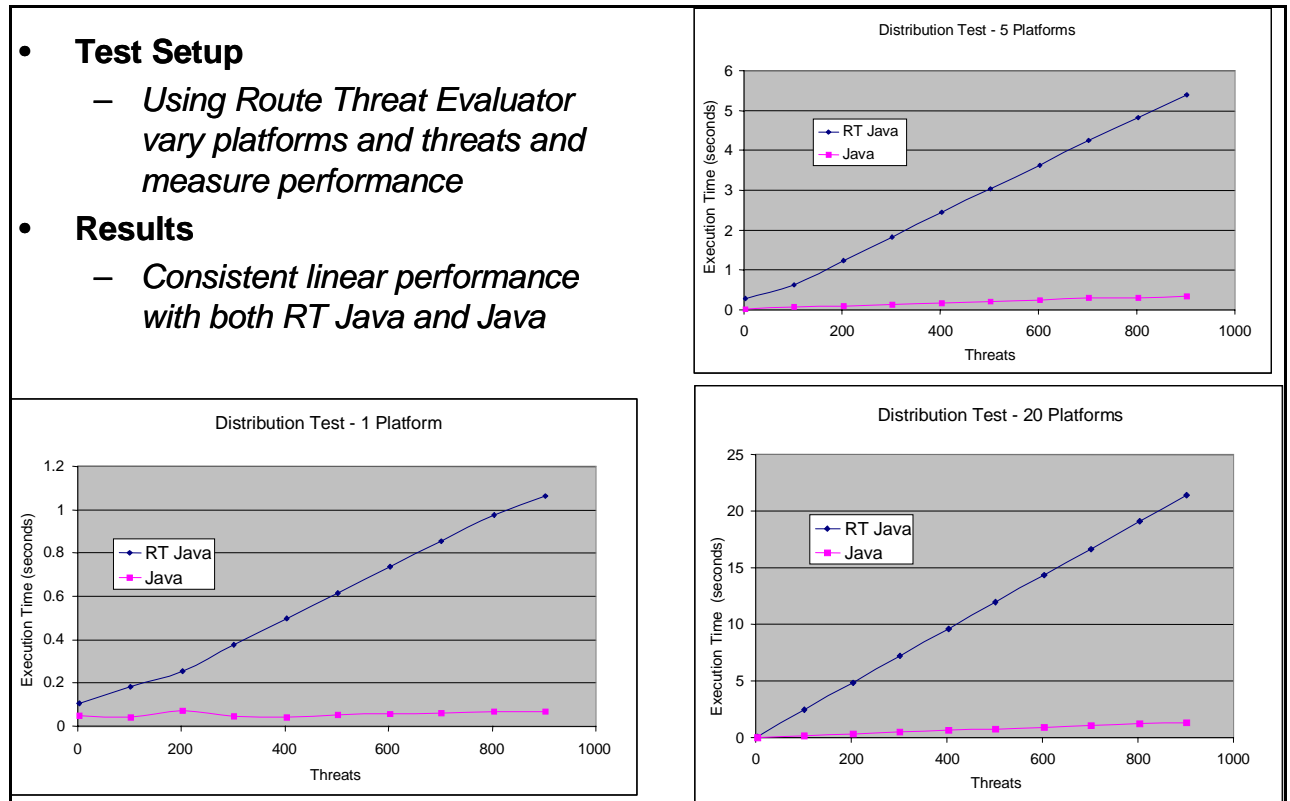 • Test Setup
– Using Route Threat Evaluator
vary platforms and threats and
measure performance
• Results
– Consistent linear performance
with both RT Java and Java
Distribution Test - 5 Platforms
Execution Time (seconds)
6
5
4
3
2
1
0
RT Java
Java
0 200 400 600 800 1000
Threats
Distribution Test - 1 Platform
Execution Time (seconds)
1.2
1
0.8
0.6
0.4
0.2
0
RT Java
Java
0 200 400 600 800 1000
Threats
Distribution Test - 20 Platforms
Execution Time (seconds)
25
20
15
10
5
0
RT Java
Java
0 200 400 600 800 1000
Threats